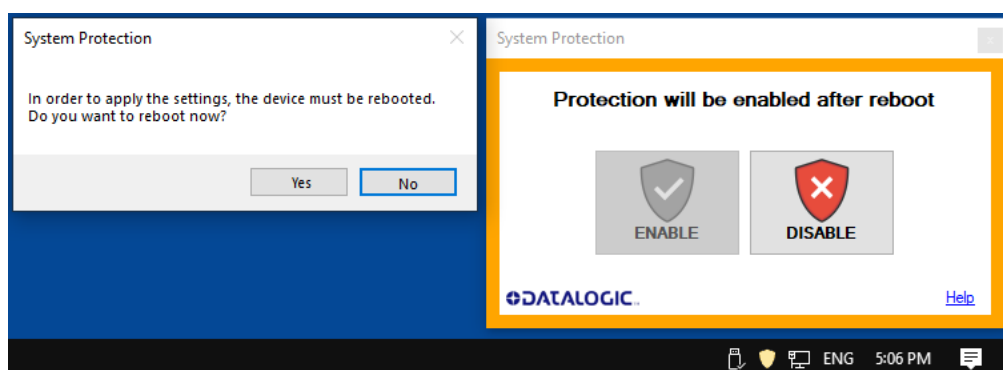 System Protection
In order to apply the settings, the device must be rebooted.
Do you want to reboot now?
Yes
No
System Protection
Protection will be enabled after reboot
ENABLE
DISABLE
DATALOGIC
Help
ENG
5:06 PM